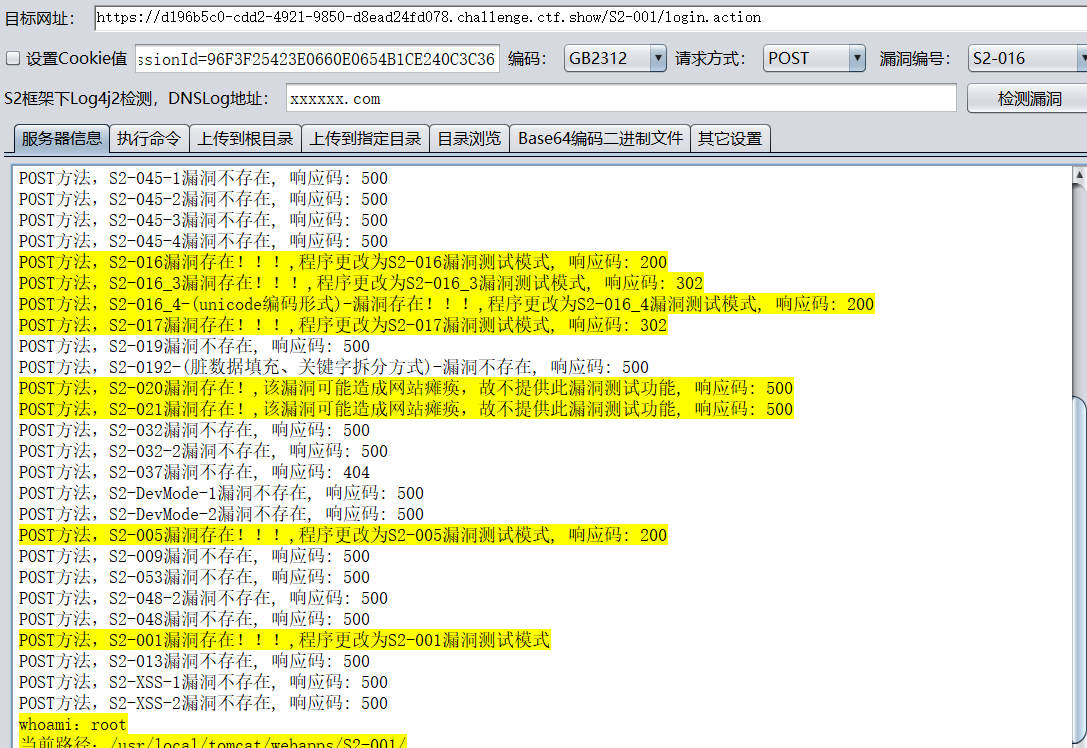 目标网址： https://d196b5c0-cdd2-4921-9850-d8ead24fd078.challenge.ctf.show/S2-001/login.action
设置Cookie值 ssionId=96F3F25423E0660E0654B1CE240C3C36 编码： GB2312 请求方式： POST 漏洞编号： S2-016
S2框架下Log4j2检测，DNSLog地址： xxxxxx.com 检测漏洞
服务器信息 执行命令 上传到根目录 上传到指定目录 目录浏览 Base64编码二进制文件 其它设置
POST方法，S2-045-1漏洞不存在, 响应码: 500
POST方法，S2-045-2漏洞不存在, 响应码: 500
POST方法，S2-045-3漏洞不存在, 响应码: 500
POST方法，S2-045-4漏洞不存在, 响应码: 500
POST方法，S2-016漏洞存在！！！,程序更改为S2-016漏洞测试模式, 响应码: 200
POST方法，S2-016_3漏洞存在！！！,程序更改为S2-016_3漏洞测试模式, 响应码: 302
POST方法，S2-016_4-(unicode编码形式)-漏洞存在！！！,程序更改为S2-016_4漏洞测试模式, 响应码: 200
POST方法，S2-017漏洞存在！！！,程序更改为S2-017漏洞测试模式, 响应码: 302
POST方法，S2-019漏洞不存在, 响应码: 500
POST方法，S2-0192-(脏数据填充、关键字拆分方式)-漏洞不存在, 响应码: 500
POST方法，S2-020漏洞存在！,该漏洞可能造成网站瘫痪，故不提供此漏洞测试功能, 响应码: 500
POST方法，S2-021漏洞存在！,该漏洞可能造成网站瘫痪，故不提供此漏洞测试功能, 响应码: 500
POST方法，S2-032漏洞不存在, 响应码: 500
POST方法，S2-032-2漏洞不存在, 响应码: 500
POST方法，S2-037漏洞不存在, 响应码: 404
POST方法，S2-DevMode-1漏洞不存在, 响应码: 500
POST方法，S2-DevMode-2漏洞不存在, 响应码: 500
POST方法，S2-005漏洞存在！！！,程序更改为S2-005漏洞测试模式, 响应码: 200
POST方法，S2-009漏洞不存在, 响应码: 500
POST方法，S2-053漏洞不存在, 响应码: 500
POST方法，S2-048-2漏洞不存在, 响应码: 500
POST方法，S2-048漏洞不存在, 响应码: 500
POST方法，S2-001漏洞存在！！！,程序更改为S2-001漏洞测试模式
POST方法，S2-013漏洞不存在, 响应码: 500
POST方法，S2-XSS-1漏洞不存在, 响应码: 500
POST方法，S2-XSS-2漏洞不存在, 响应码: 500
whoami：root
当前路径：/usr/local/tomcat/webapps/S2-001/